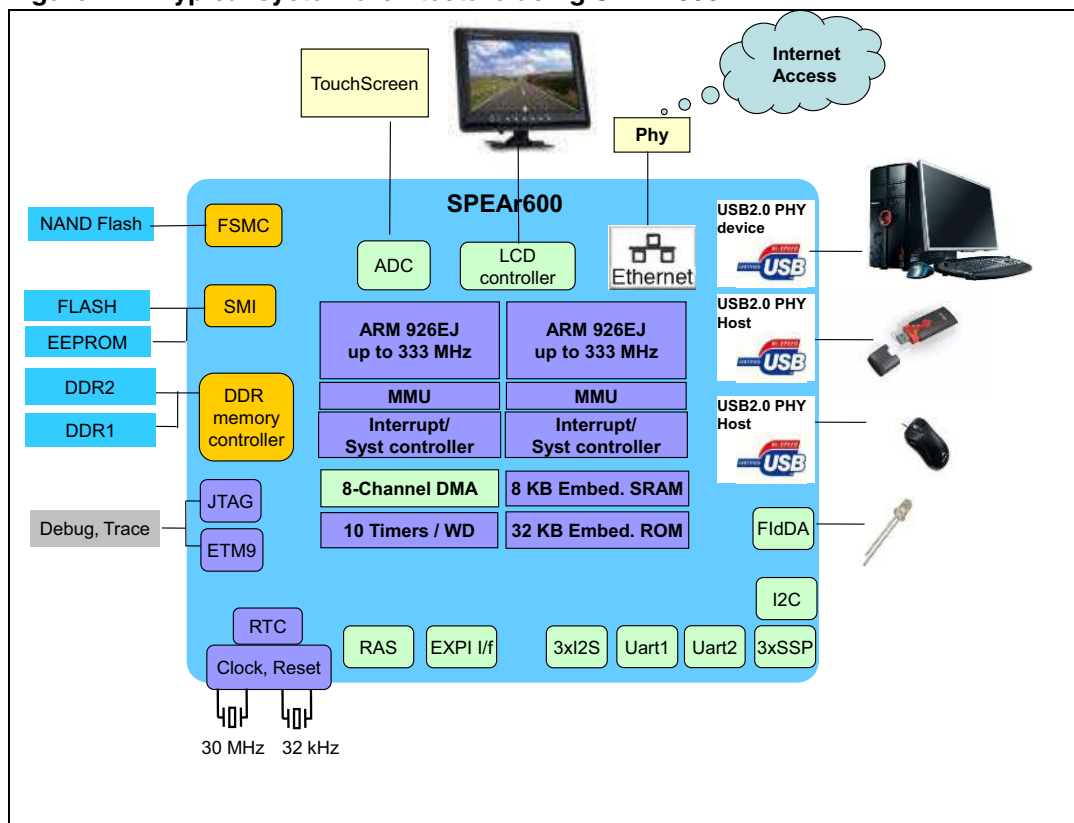 Internet
Access
TouchScreen
Phy
SPEAr600
NAND Flash
FSMC
ADC
LCD
controller
Ethernet
USB2.0 PHY
device
USB
FLASH
EEPROM
SMI
ARM 926EJ
up to 333 MHz
ARM 926EJ
up to 333 MHz
USB2.0 PHY
Host
USB
DDR2
DDR1
DDR
memory
controller
MMU
MMU
Interrupt/
Syst controller
Interrupt/
Syst controller
USB2.0 PHY
Host
USB
8-Channel DMA
8 KB Embed. SRAM
10 Timers / WD
32 KB Embed. ROM
Debug, Trace
JTAG
ETM9
FIdDA
I2C
RTC
Clock, Reset
RAS
EXPI I/f
3xI2S
Uart1
Uart2
3xSSP
30 MHz
32 kHz